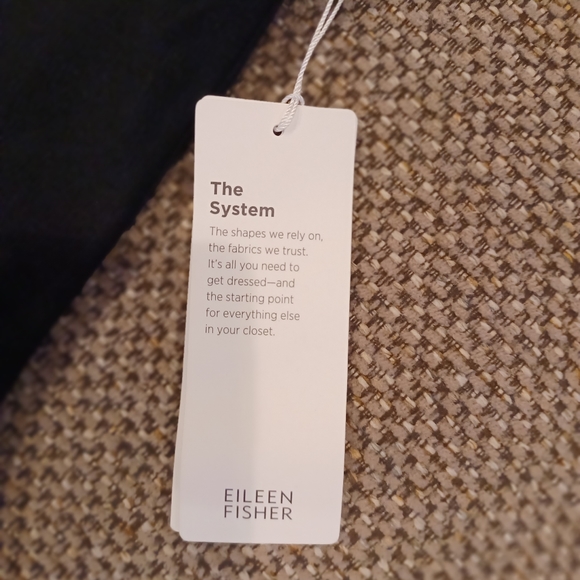 The
System
The shapes we rely on,
the fabrics we trust.
It's all you need to
get dressed—and
the starting point
for everything else
in your closet.
EILEEN
FISHER